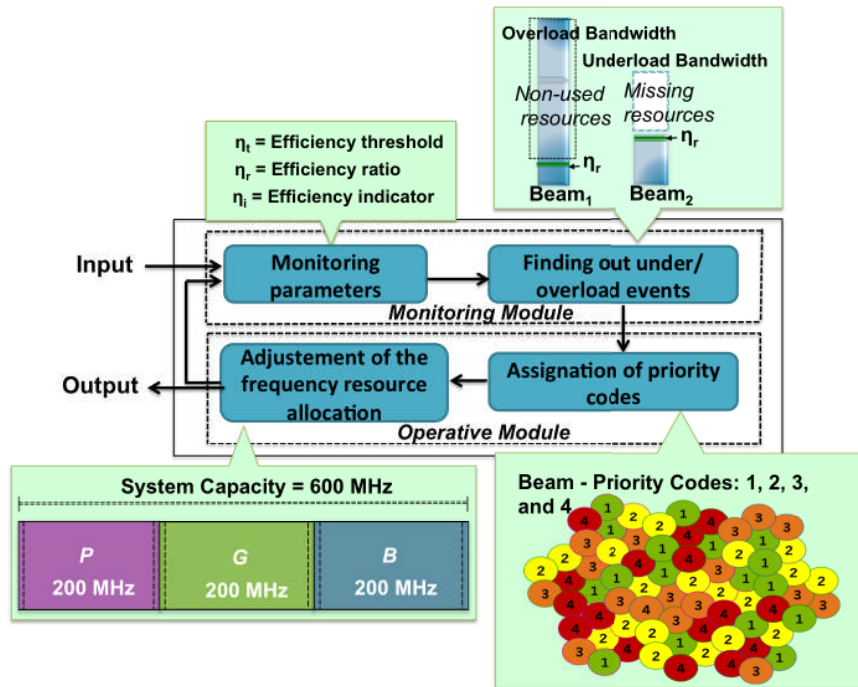 Overload Bandwidth
Underload Bandwidth
Non-used
resources
Missing
resources
ηr
ηr
Beam1
Beam2
ηt = Efficiency threshold
ηr = Efficiency ratio
ηi = Efficiency indicator
Input
Monitoring
parameters
Finding out under/
overload events
Monitoring Module
Output
Adjustement of the
frequency resource
allocation
Assignation of priority
codes
Operative Module
System Capacity = 600 MHz
P
200 MHz
G
200 MHz
B
200 MHz
Beam - Priority Codes: 1, 2, 3,
and 4